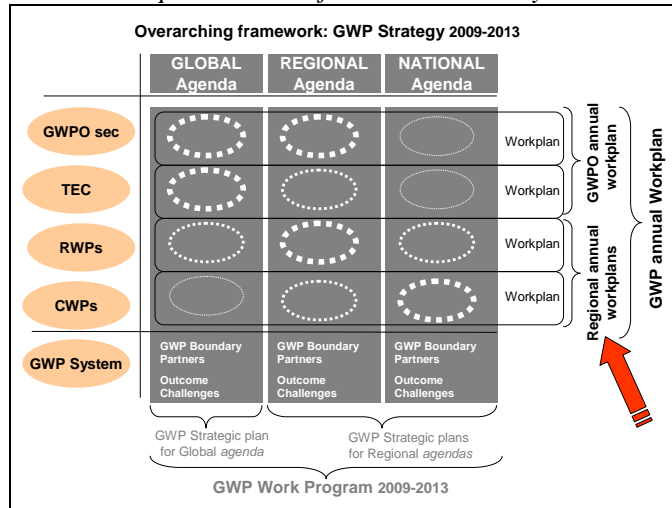 Overarching framework: GWP Strategy 2009-2013
GLOBAL
Agenda
REGIONAL
Agenda
NATIONAL
Agenda
GWPO sec
Workplan
TEC
Workplan
RWPs
Workplan
CWPs
Workplan
GWPO annual
workplan
Regional annual
workplans
GWP annual Workplan
GWP System
GWP Boundary
Partners
Outcome
Challenges
GWP Boundary
Partners
Outcome
Challenges
GWP Boundary
Partners
Outcome
Challenges
GWP Strategic plan
for Global agenda
GWP Strategic plans
for Regional agendas
GWP Work Program 2009-2013